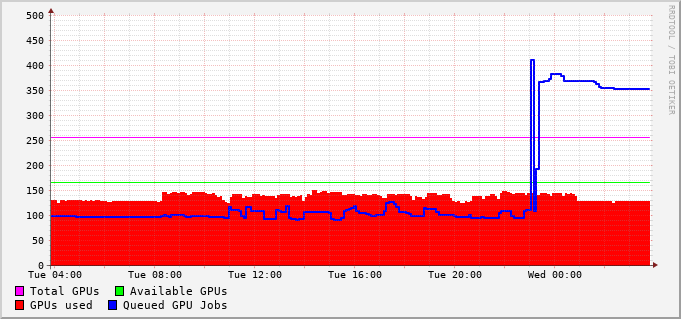 500
450
400
350
300
250
200
150
100
50
0
Tue 04:00 Tue 08:00 Tue 12:00 Tue 16:00 Tue 20:00 Wed 00:00
Total GPUs Available GPUs
GPUs used Queued GPU Jobs
RRDTOOL / TOBI OETIKER